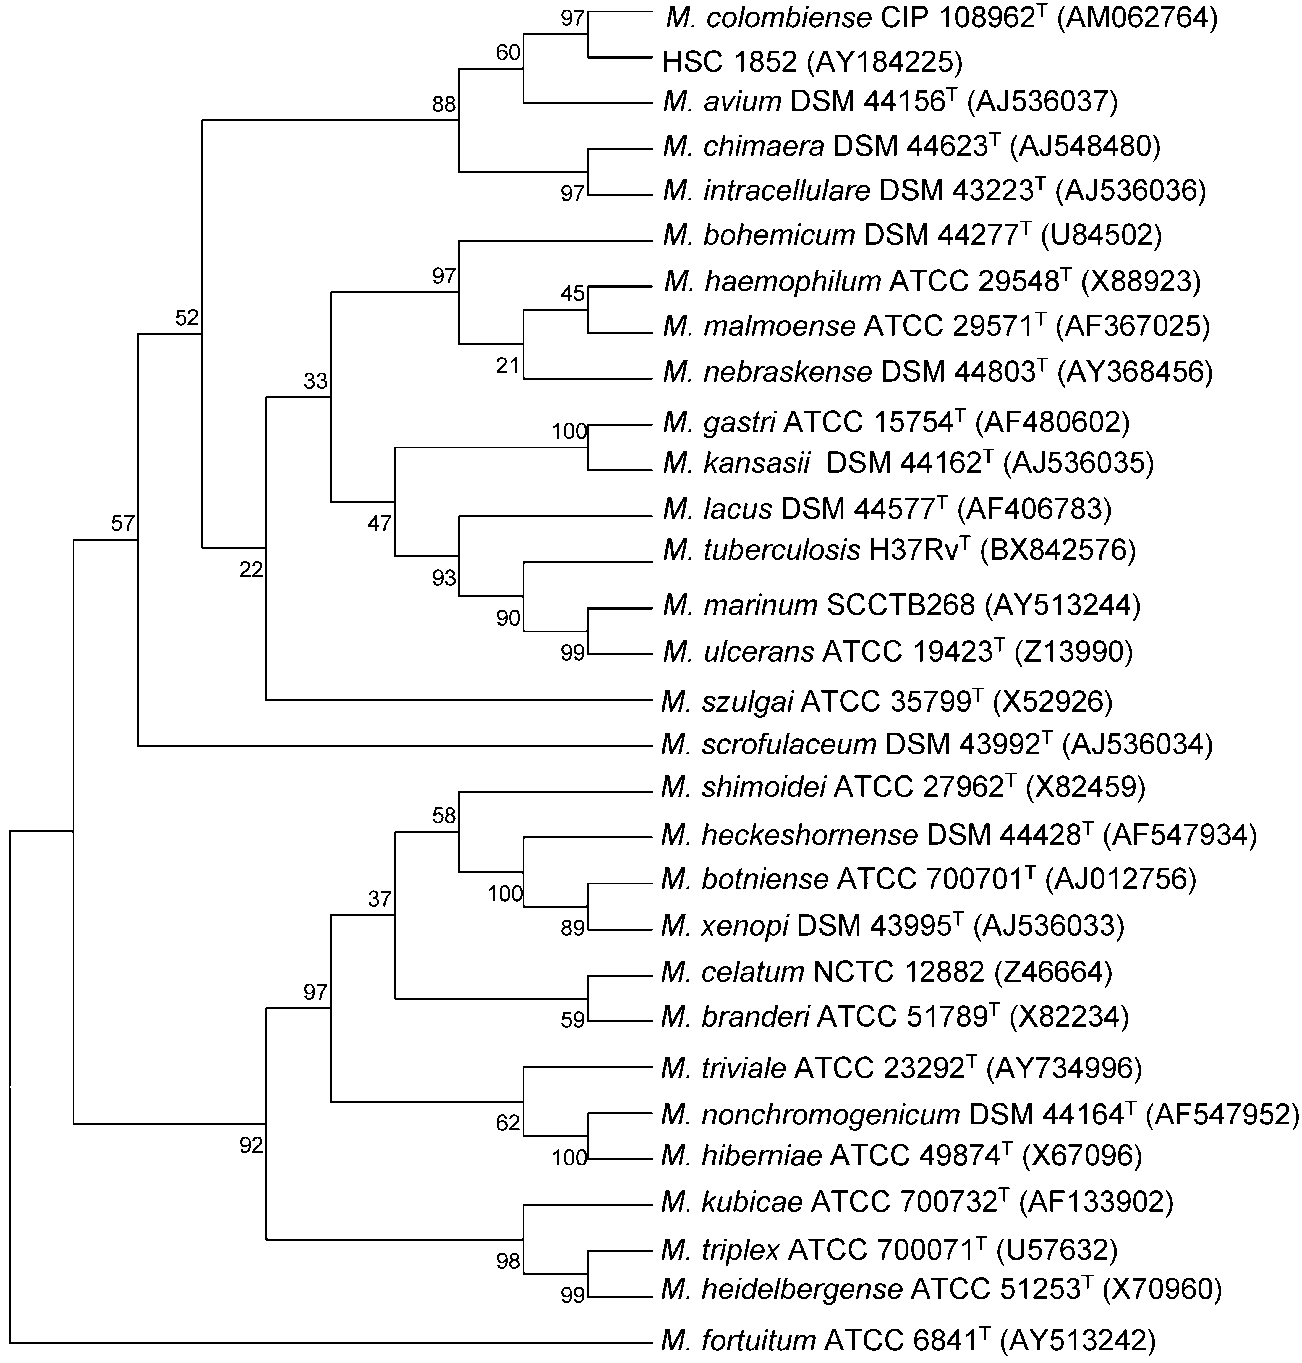 97
M. colombiense CIP 108962T (AM062764)
60
HSC 1852 (AY184225)
88
M. avium DSM 44156T (AJ536037)
M. chimaera DSM 44623T (AJ548480)
97
M. intracellulare DSM 43223T (AJ536036)
M. bohemicum DSM 44277T (U84502)
97
M. haemophilum ATCC 29548T (X88923)
45
52
M. malmoense ATCC 29571T (AF367025)
21
M. nebraskense DSM 44803T (AY368456)
33
M. gastri ATCC 15754T (AF480602)
100
M. kansasii DSM 44162T (AJ536035)
M. lacus DSM 44577T (AF406783)
57
47
M. tuberculosis H37RvT (BX842576)
22
93
M. marinum SCCTB268 (AY513244)
90
M. ulcerans ATCC 19423T (Z13990)
99
M. szulgai ATCC 35799T (X52926)
M. scrofulaceum DSM 43992T (AJ536034)
M. shimoidei ATCC 27962T (X82459)
58
M. heckeshornense DSM 44428T (AF547934)
M. botniense ATCC 700701T (AJ012756)
100
37
M. xenopi DSM 43995T (AJ536033)
89
M. celatum NCTC 12882 (Z46664)
97
M. branderi ATCC 51789T (X82234)
59
M. triviale ATCC 23292T (AY734996)
M. nonchromogenicum DSM 44164T (AF547952)
62
92
M. hiberniae ATCC 49874T (X67096)
100
M. kubicae ATCC 700732T (AF133902)
M. triplex ATCC 700071T (U57632)
98
M. heidelbergense ATCC 51253T (X70960)
99
M. fortuitum ATCC 6841T (AY513242)